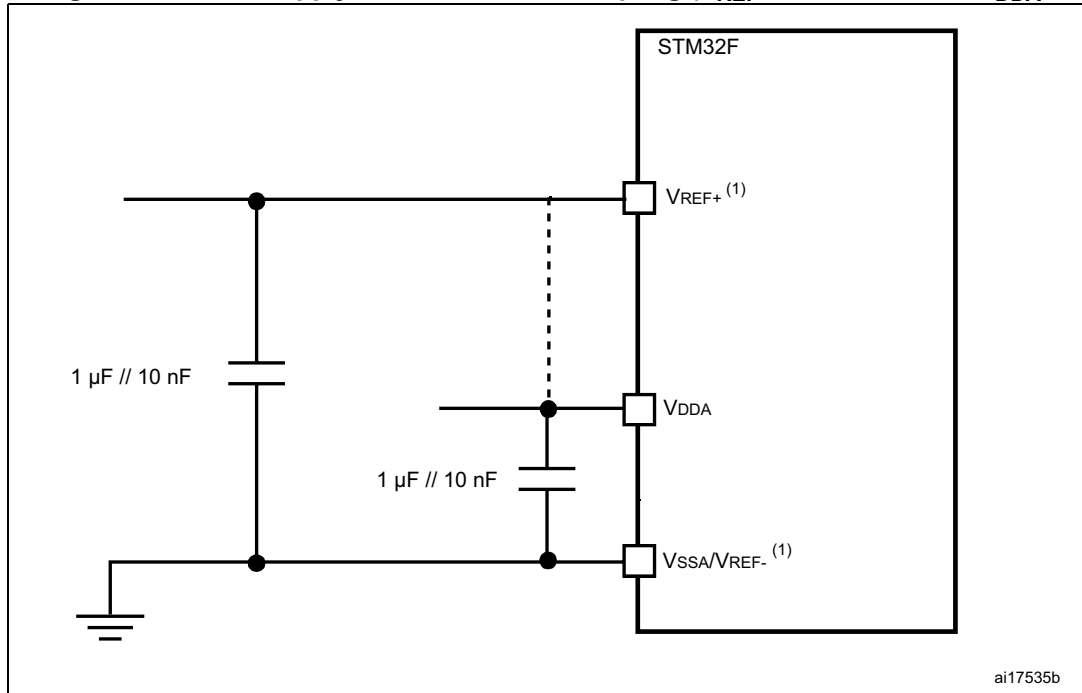 STM32F
VREF+ (1)
1 µF // 10 nF
VDDA
1 µF // 10 nF
VSSA/VREF- (1)
ai17535b